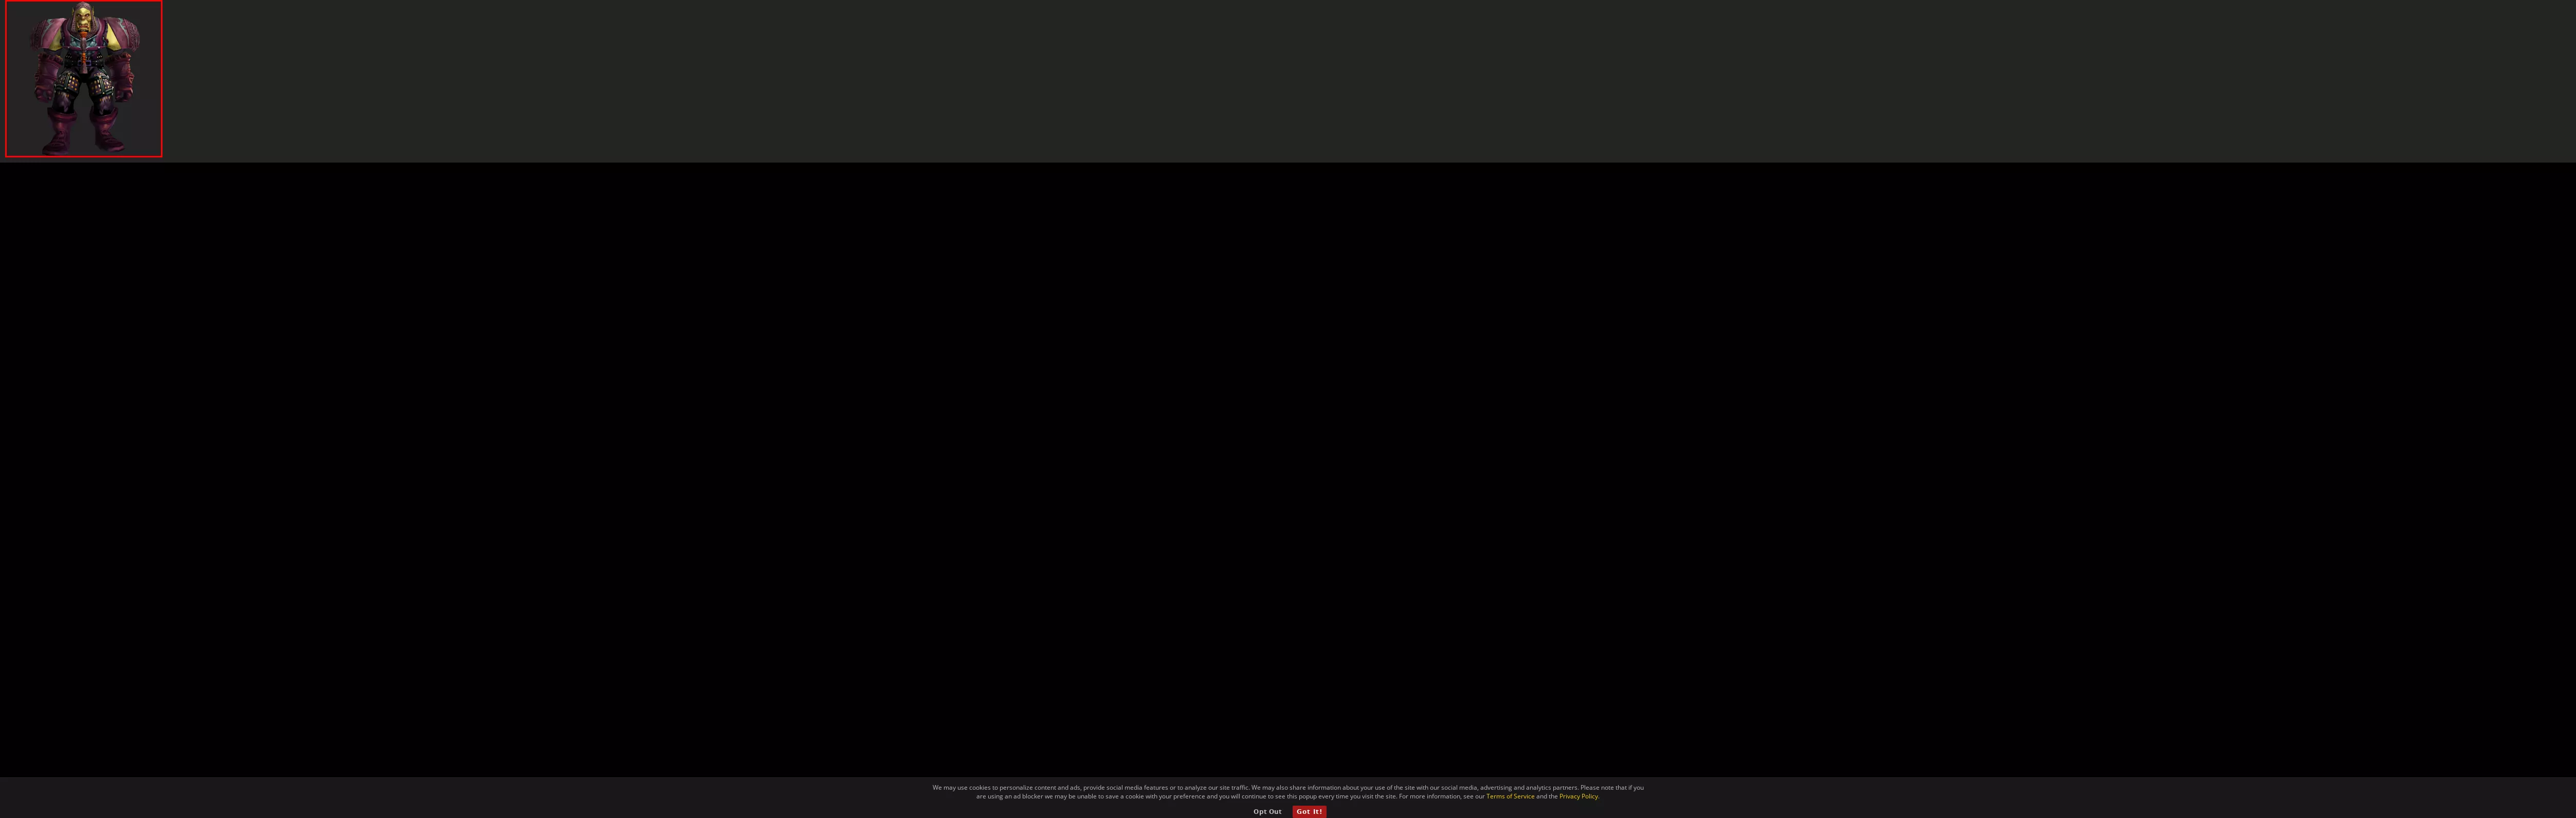 We may use cookies to personalize content and ads, provide social media features or to analyze our site traffic. We may also share information about your use of the site with our social media, advertising and analytics partners. Please note that if you
are using an ad blocker we may be unable to save a cookie with your preference and you will continue to see this popup every time you visit the site. For more information, see our Terms of Service and the Privacy Policy.
Opt Out Got It!